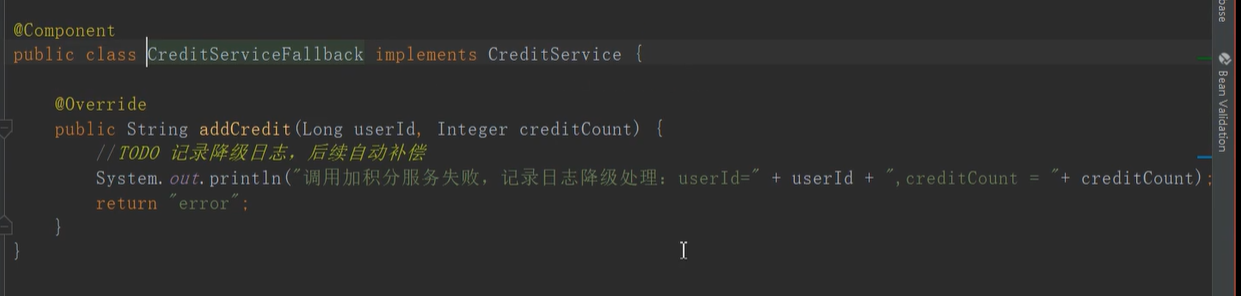 @Component
public class CreditServiceFallback implements CreditService {
@Override
public String addCredit(Long userId, Integer creditCount) {
//TODO 记录降级日志，后续自动补偿
System.out.println("调用加积分服务失败，记录日志降级处理：userId=" + userId + ",creditCount = "+ creditCount);
return "error";
}
}
base
Bean Validation